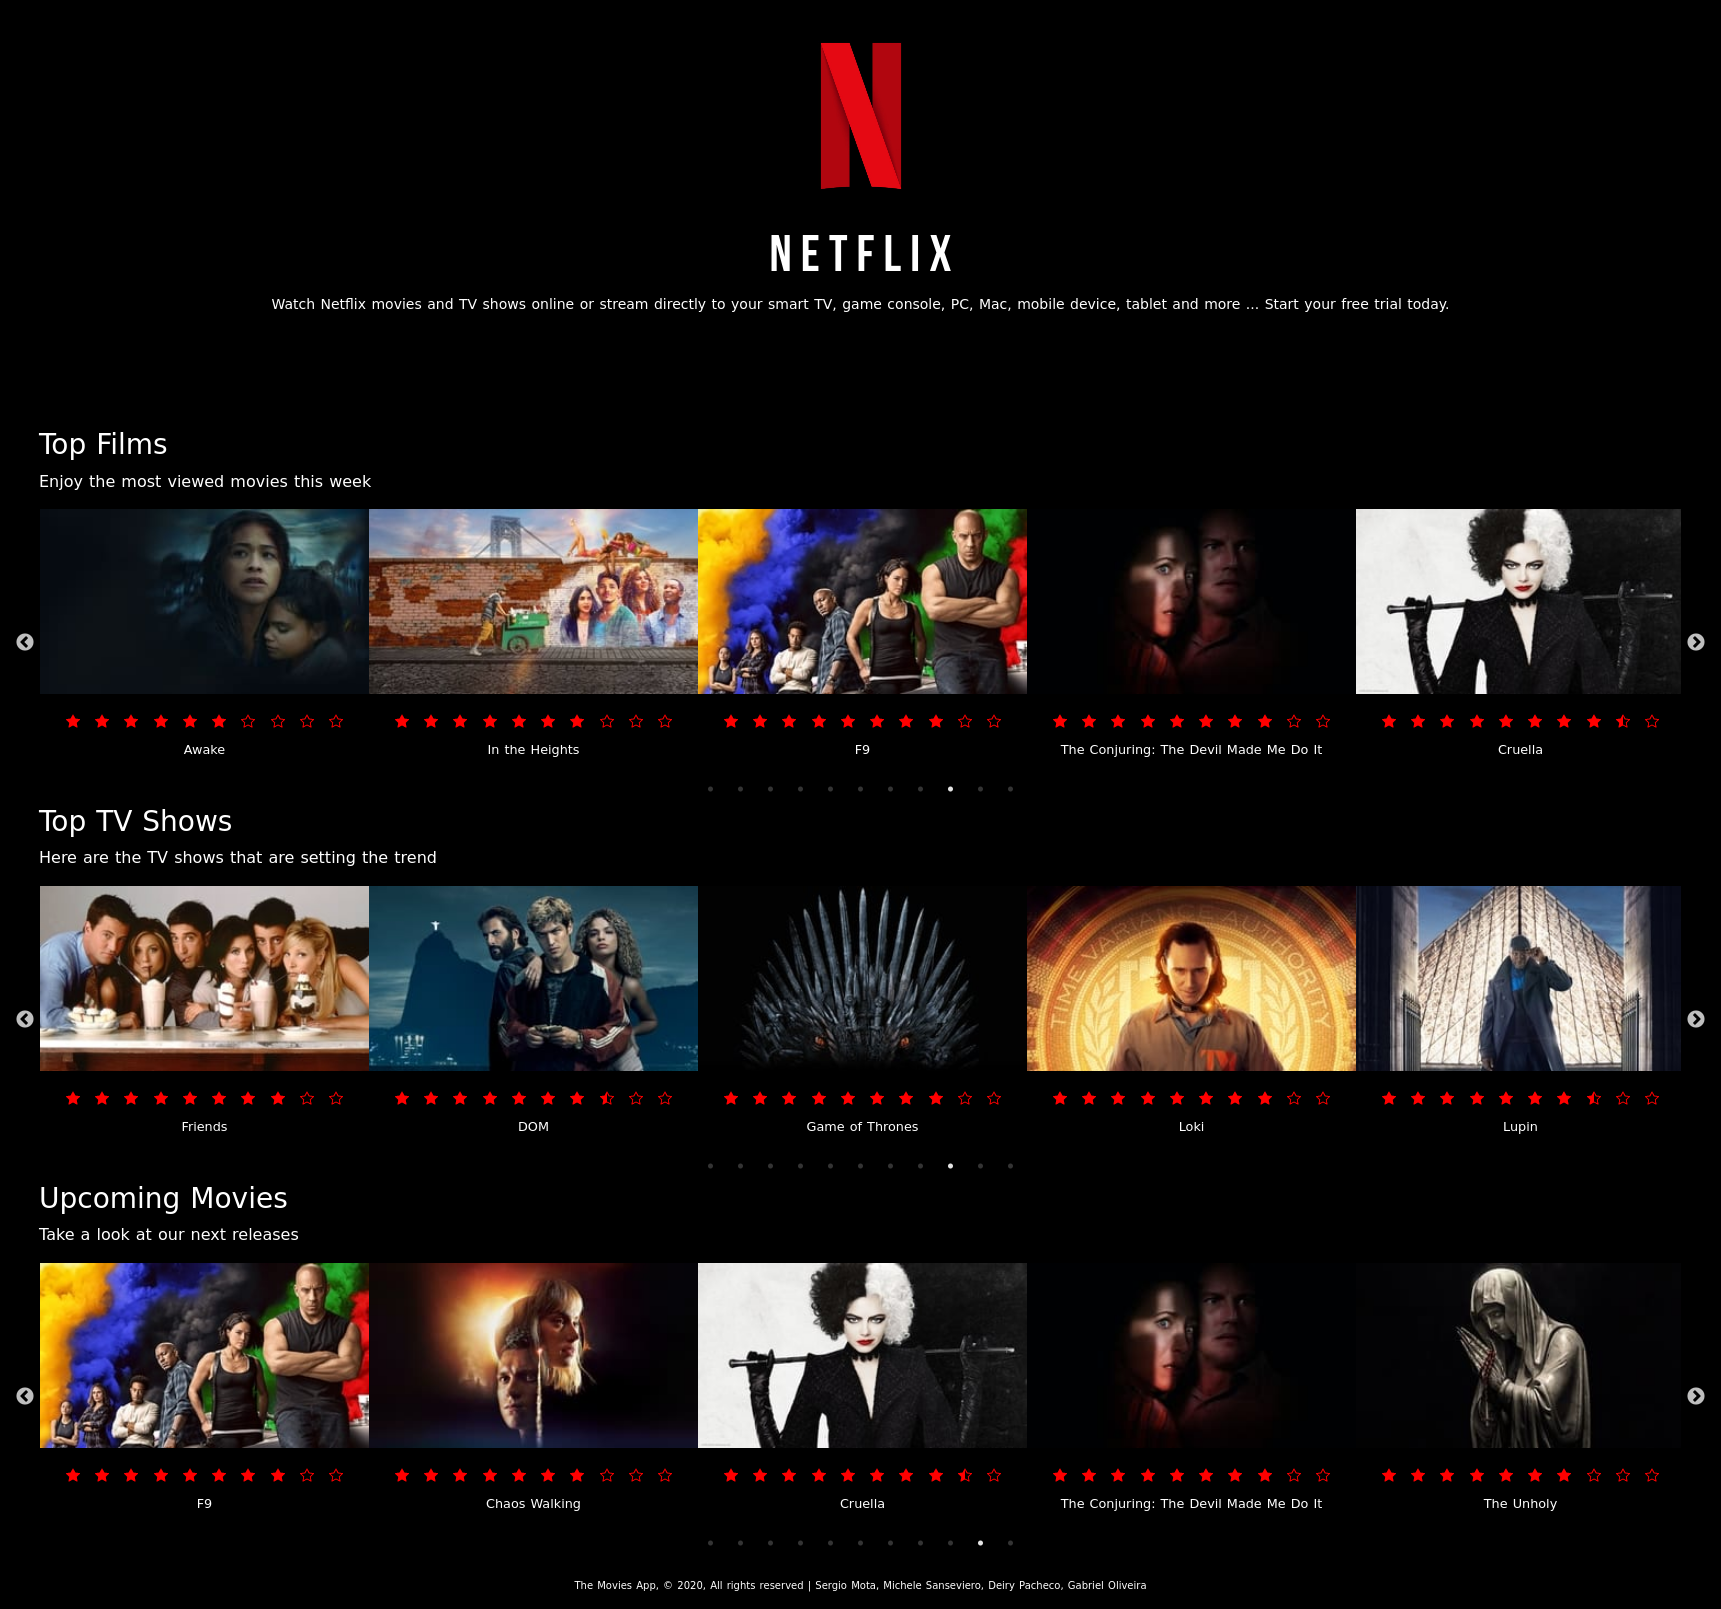 NETFLIX
Watch Netflix movies and TV shows online or stream directly to your smart TV, game console, PC, Mac, mobile device, tablet and more ... Start your free trial today.
Top Films
Enjoy the most viewed movies this week
Awake
In the Heights
F9
The Conjuring: The Devil Made Me Do It
Cruella
Top TV Shows
Here are the TV shows that are setting the trend
TIME VARIANCE AUTHORITY
Friends
DOM
Game of Thrones
Loki
Lupin
Upcoming Movies
Take a look at our next releases
F9
Chaos Walking
Cruella
The Conjuring: The Devil Made Me Do It
The Unholy
The Movies App, © 2020, All rights reserved | Sergio Mota, Michele Sanseviero, Deiry Pacheco, Gabriel Oliveira